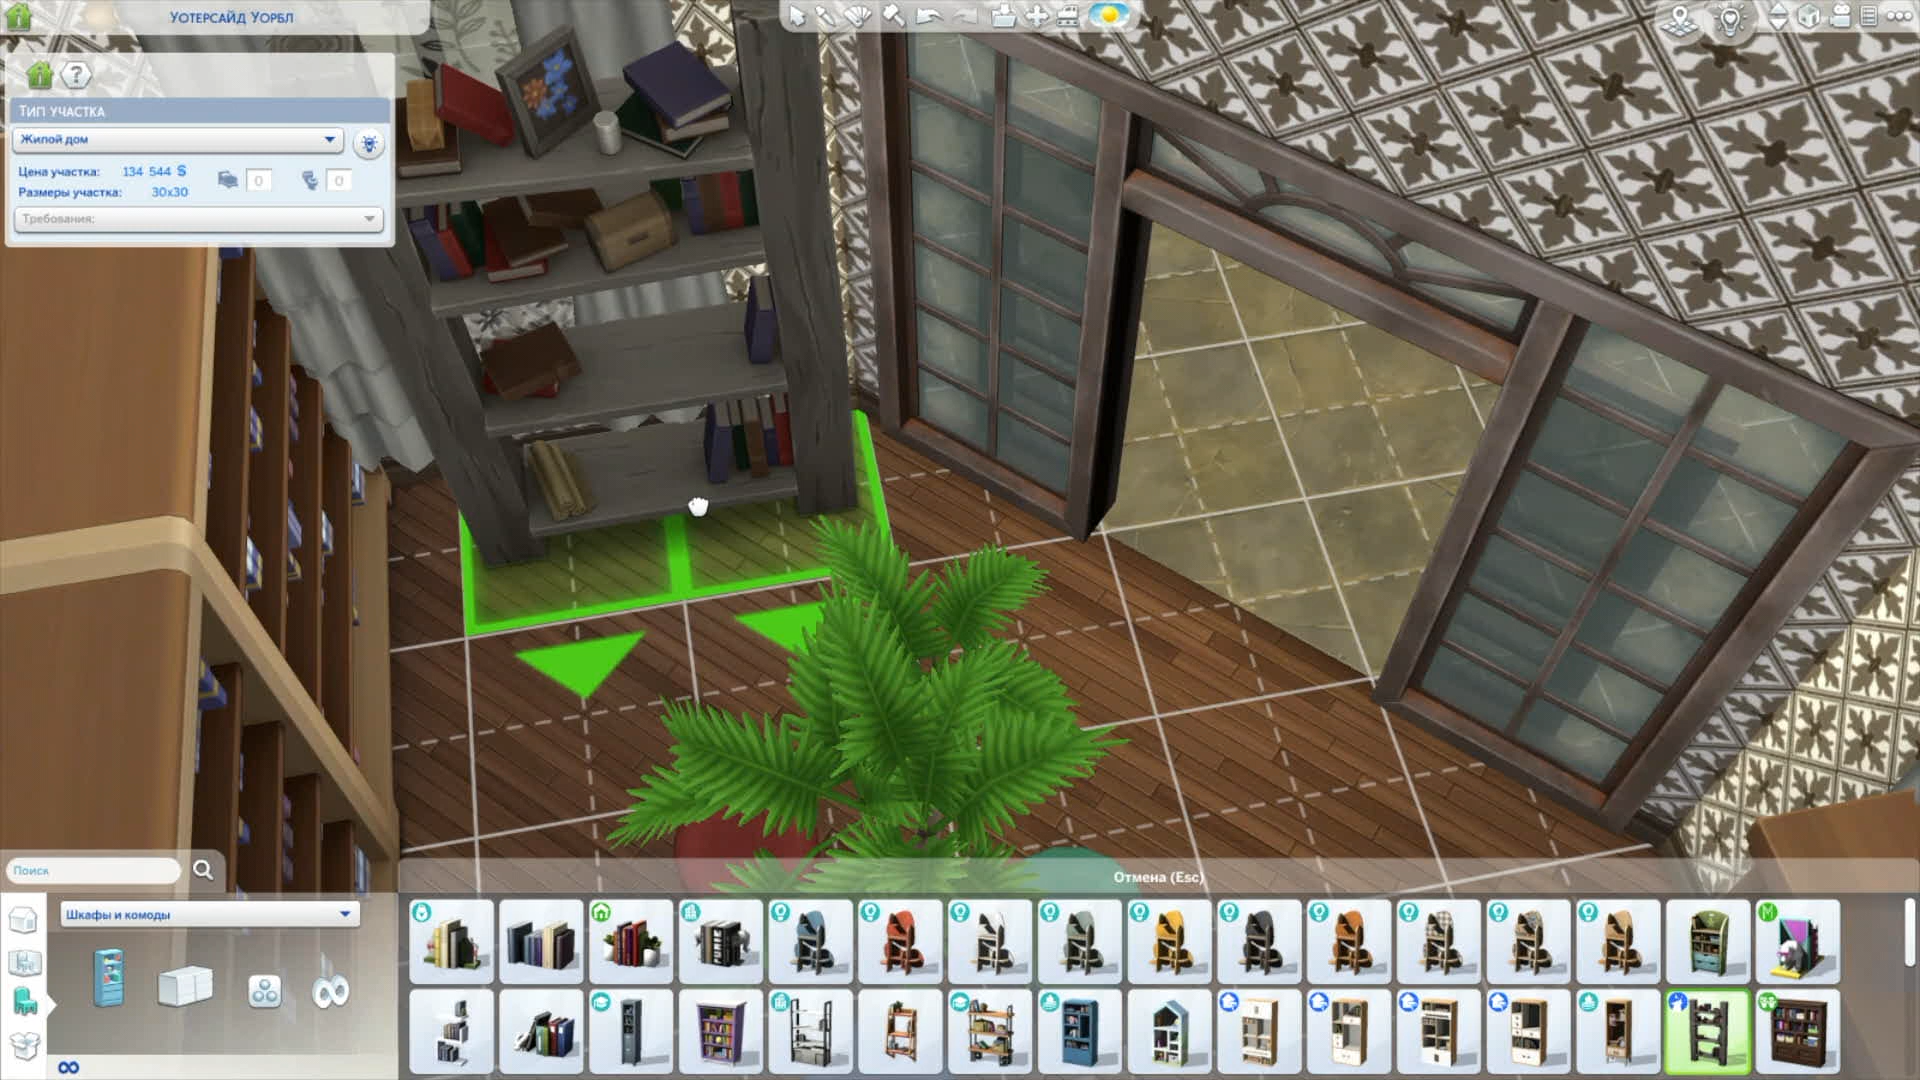 Уотерсайд Уорбл
Тип участка
Жилой дом
Цена участка: 134 544 $
0
0
Размеры участка: 30x30
Требования:
Поиск
Отмена (Esc)
Шкафы и комоды